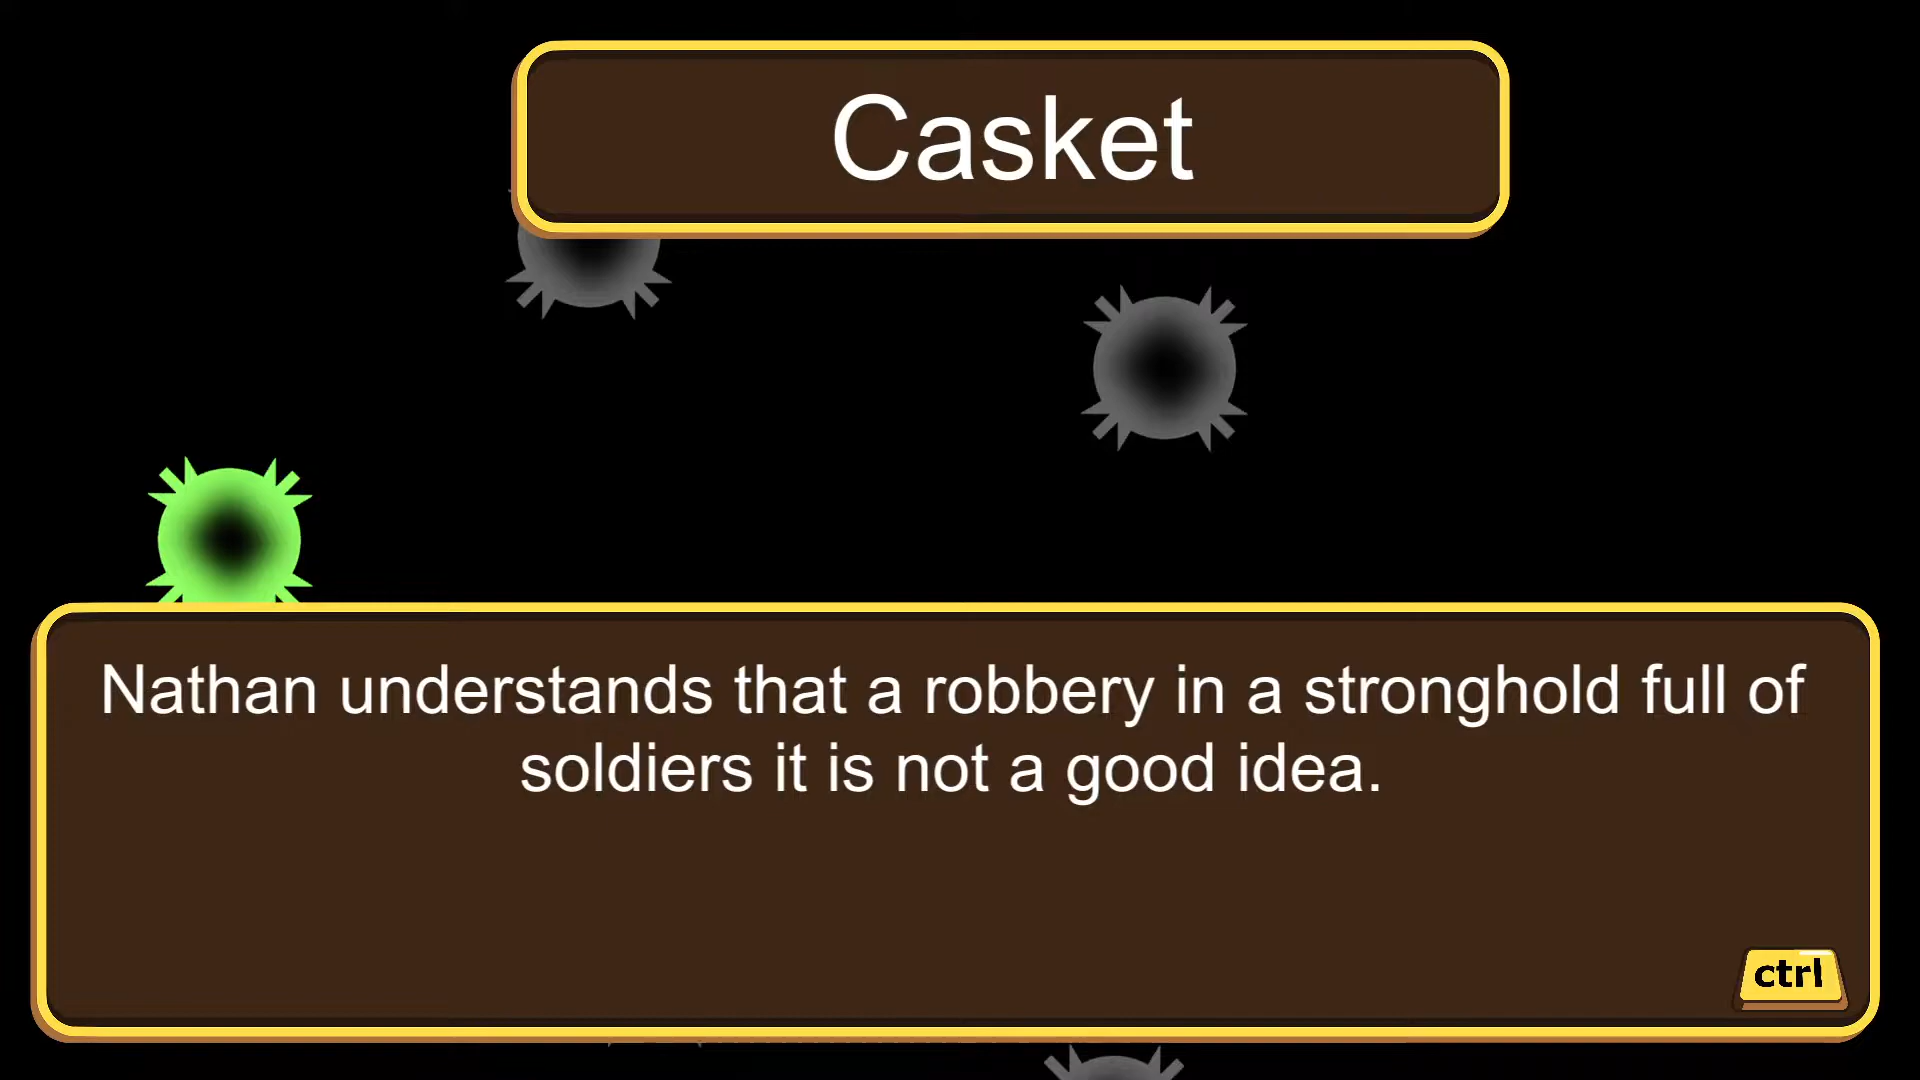 Casket
Nathan understands that a robbery in a stronghold full of
soldiers it is not a good idea.
ctrl